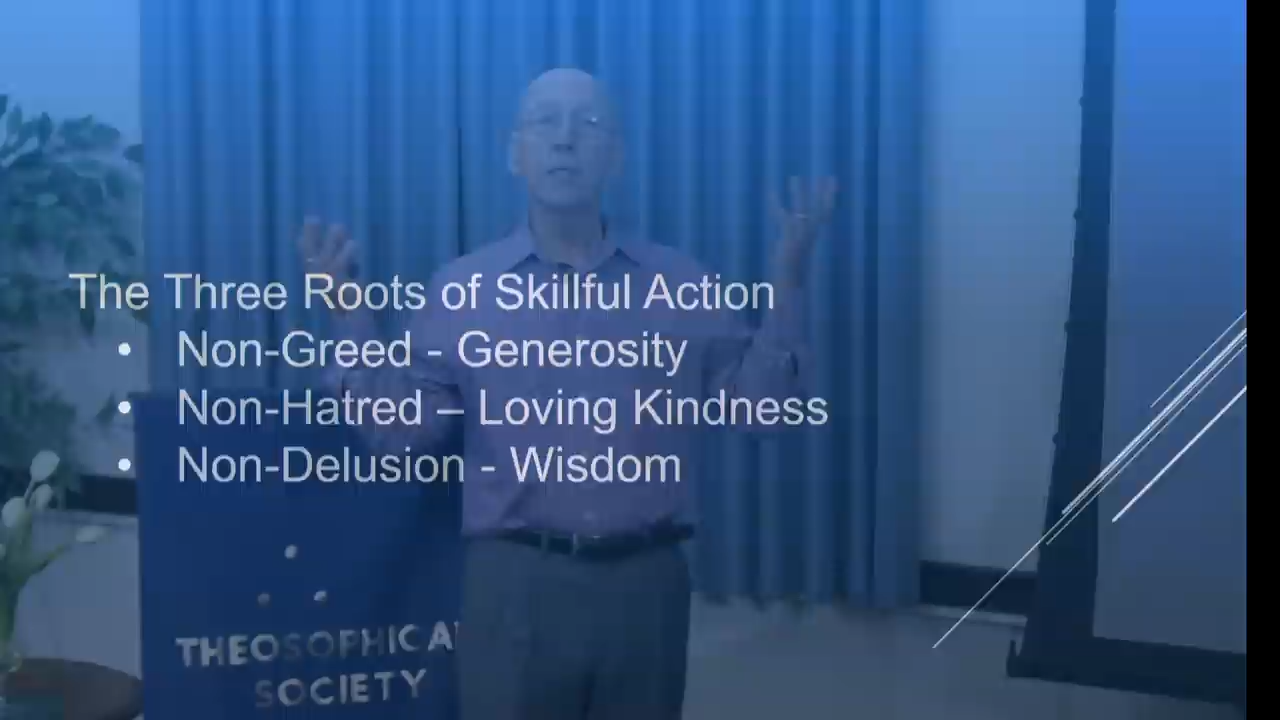 The Three Roots of Skillful Action
• Non-Greed - Generosity
• Non-Hatred – Loving Kindness
• Non-Delusion - Wisdom
THEOSOPHICAL
SOCIETY